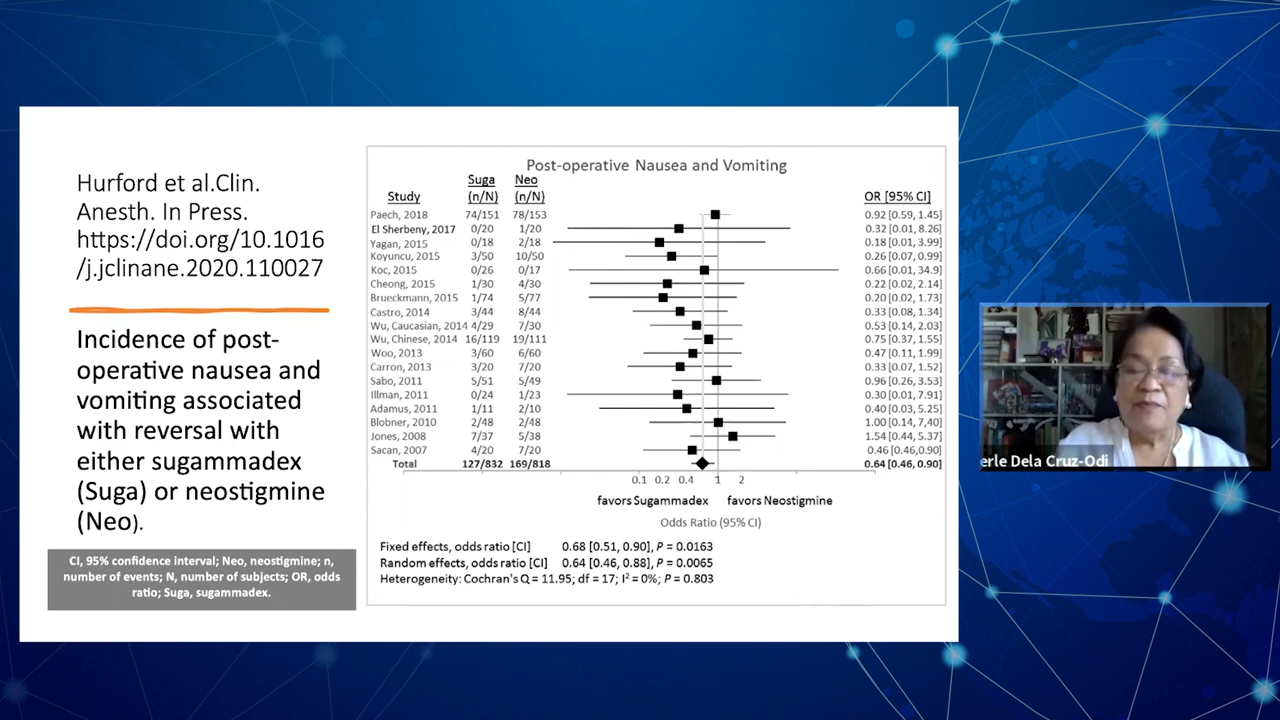 Hurford et al.Clin.
Anesth. In Press.
https://doi.org/10.1016
/j.jclinane.2020.110027
Incidence of post-
operative nausea and
vomiting associated
with reversal with
either sugammadex
(Suga) or neostigmine
(Neo).
CI, 95% confidence interval; Neo, neostigmine; n,
number of events; N, number of subjects; OR, odds
ratio; Suga, sugammadex.
Post-operative Nausea and Vomiting
Suga Neo
Study (n/N) (n/N) OR [95% CI]
Paech, 2018 74/151 78/153 0.92 [0.59, 1.45]
El Sherbeny, 2017 0/20 1/20 0.32 [0.01, 8.26]
Yagan, 2015 0/18 2/18 0.18 [0.01, 3.99]
Koyuncu, 2015 3/50 10/50 0.26 [0.07, 0.99]
Koc, 2015 0/26 0/17 0.66 [0.01, 34.9]
Cheong, 2015 1/30 4/30 0.22 [0.02, 2.14]
Brueckmann, 2015 1/74 5/77 0.20 [0.02, 1.73]
Castro, 2014 3/44 8/44 0.33 [0.08, 1.34]
Wu, Caucasian, 2014 4/29 7/30 0.53 [0.14, 2.03]
Wu, Chinese, 2014 16/119 19/111 0.75 [0.37, 1.55]
Woo, 2013 3/60 6/60 0.47 [0.11, 1.99]
Carron, 2013 3/20 7/20 0.33 [0.07, 1.52]
Sabo, 2011 5/51 5/49 0.96 [0.26, 3.53]
Illman, 2011 0/24 1/23 0.30 [0.01, 7.91]
Adamus, 2011 1/11 2/10 0.40 [0.03, 5.25]
Blobner, 2010 2/48 2/48 1.00 [0.14, 7.40]
Jones, 2008 7/37 5/38 1.54 [0.44, 5.37]
Sacan, 2007 4/20 7/20 0.46 [0.46,0.90]
Total 127/832 169/818 0.64 [0.46, 0.90]
0.1 0.2 0.4 1 2
favors Sugammadex favors Neostigmine
Odds Ratio (95% CI)
Fixed effects, odds ratio [CI] 0.68 [0.51, 0.90], P = 0.0163
Random effects, odds ratio [CI] 0.64 [0.46, 0.88], P = 0.0065
Heterogeneity: Cochran's Q = 11.95; df = 17; I² = 0%; P = 0.803
erle Dela Cruz-Odi